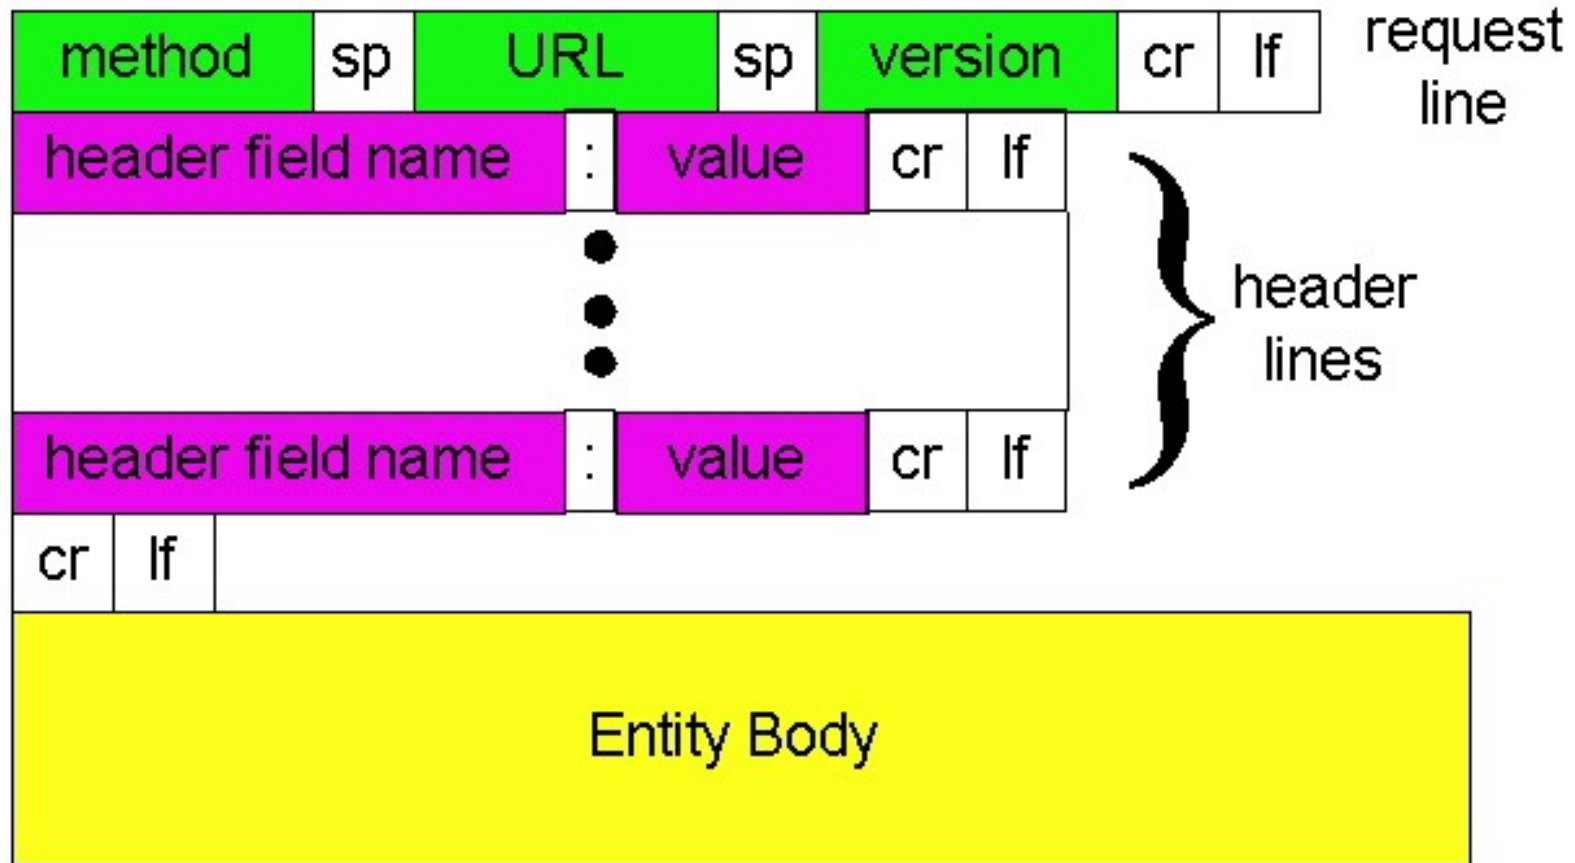 method sp URL sp version cr lf
request
line
header field name : value cr lf
header
lines
header field name : value cr lf
cr lf
Entity Body